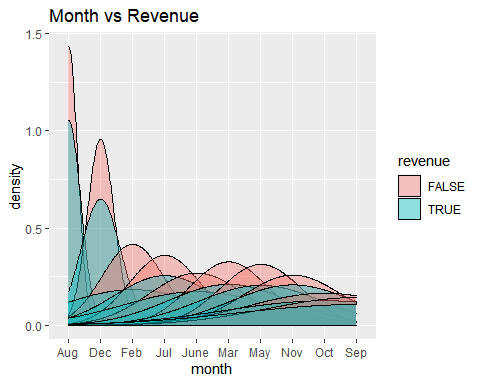 Month vs Revenue
density
1.5
1.0
0.5
0.0
Aug Dec Feb Jul June Mar May Nov Oct Sep
month
revenue
FALSE
TRUE